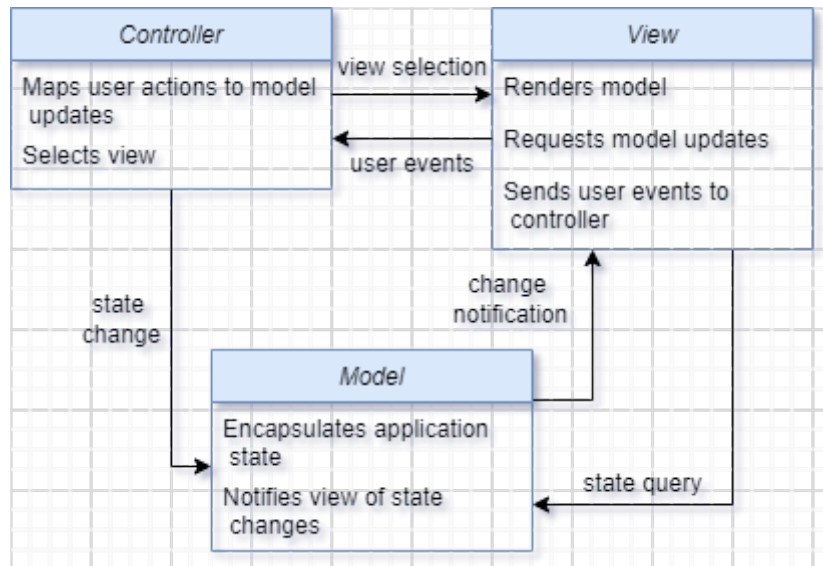 Controller
Maps user actions to model
updates
Selects view
view selection
user events
View
Renders model
Requests model updates
Sends user events to
controller
state
change
change
notification
Model
Encapsulates application
state
Notifies view of state
changes
state query